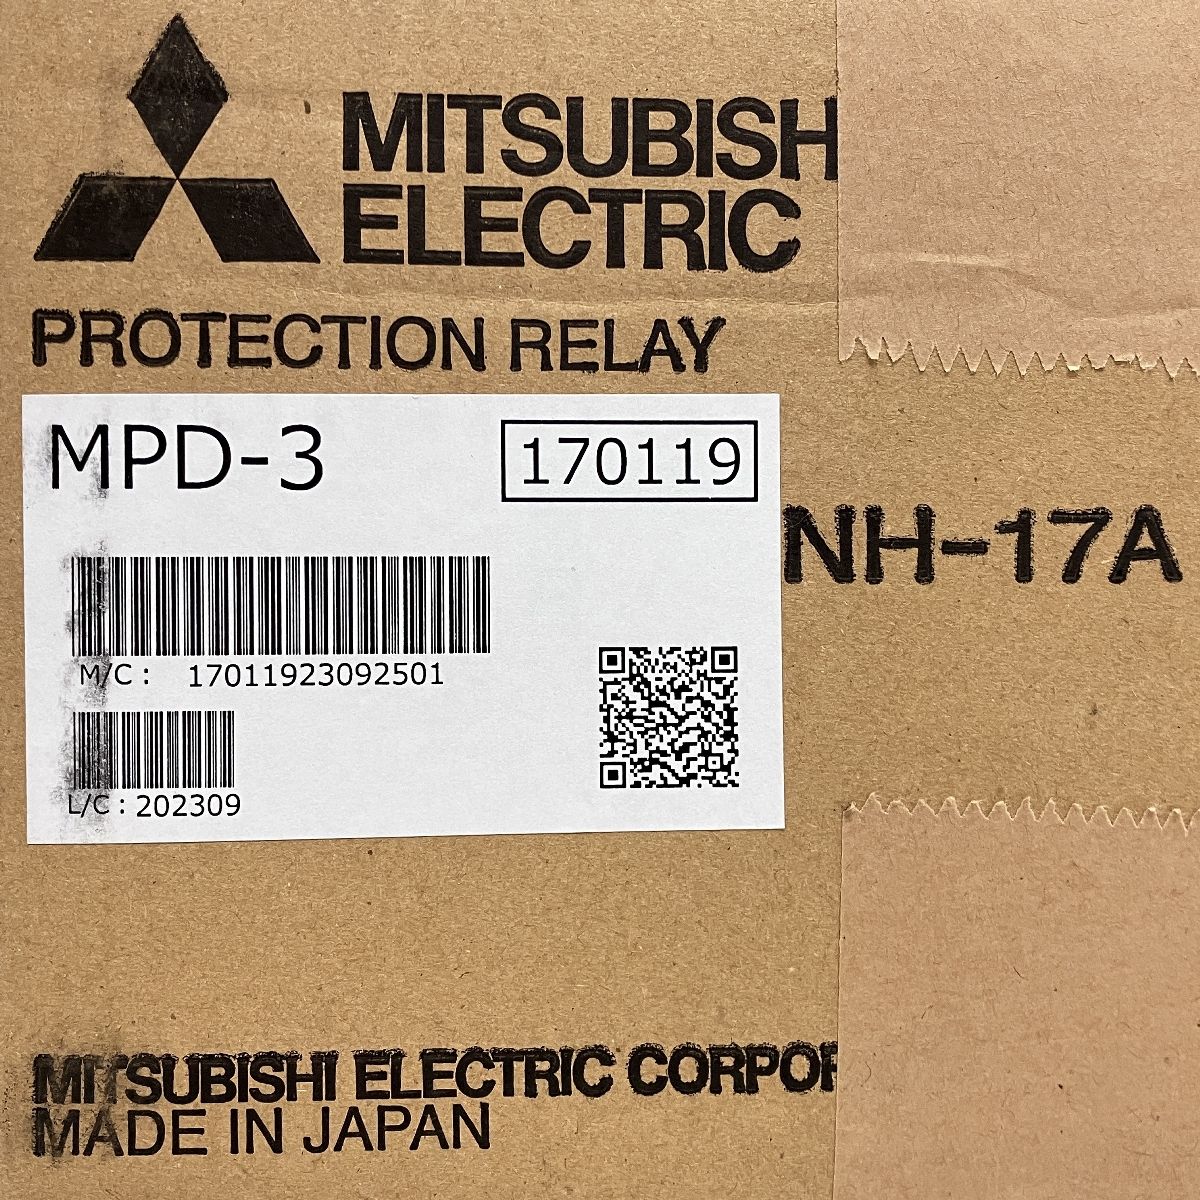 MITSUBISH
ELECTRIC
PROTECTION RELAY
MPD-3
170119
NH-17A
M/C : 17011923092501
L/C : 202309
MITSUBISHI ELECTRIC CORPOR
MADE IN JAPAN